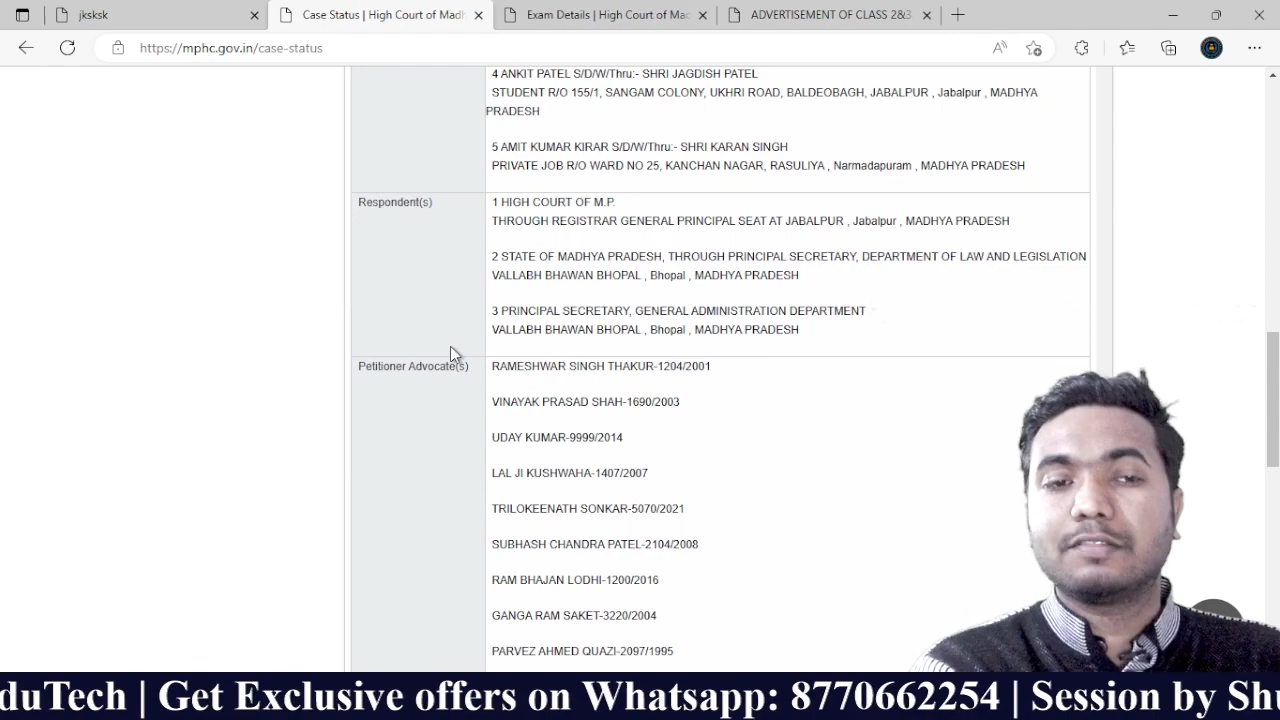 jksksk
Case Status | High Court of Madh
Exam Details | High Court of Mad
ADVERTISEMENT OF CLASS 2&3
https://mphc.gov.in/case-status
4 ANKIT PATEL S/D/W/Thru:- SHRI JAGDISH PATEL
STUDENT R/O 155/1, SANGAM COLONY, UKHRI ROAD, BALDEOBAGH, JABALPUR , Jabalpur , MADHYA
PRADESH
5 AMIT KUMAR KIRAR S/D/W/Thru:- SHRI KARAN SINGH
PRIVATE JOB R/O WARD NO 25, KANCHAN NAGAR, RASULIYA , Narmadapuram , MADHYA PRADESH
Respondent(s)
1 HIGH COURT OF M.P.
THROUGH REGISTRAR GENERAL PRINCIPAL SEAT AT JABALPUR , Jabalpur , MADHYA PRADESH
2 STATE OF MADHYA PRADESH, THROUGH PRINCIPAL SECRETARY, DEPARTMENT OF LAW AND LEGISLATION
VALLABH BHAWAN BHOPAL , Bhopal , MADHYA PRADESH
3 PRINCIPAL SECRETARY, GENERAL ADMINISTRATION DEPARTMENT
VALLABH BHAWAN BHOPAL , Bhopal , MADHYA PRADESH
Petitioner Advocate(s)
RAMESHWAR SINGH THAKUR-1204/2001
VINAYAK PRASAD SHAH-1690/2003
UDAY KUMAR-9999/2014
LAL JI KUSHWAHA-1407/2007
TRILOKEENATH SONKAR-5070/2021
SUBHASH CHANDRA PATEL-2104/2008
RAM BHAJAN LODHI-1200/2016
GANGA RAM SAKET-3220/2004
PARVEZ AHMED QUAZI-2097/1995
duTech | Get Exclusive offers on Whatsapp: 8770662254 | Session by Sh